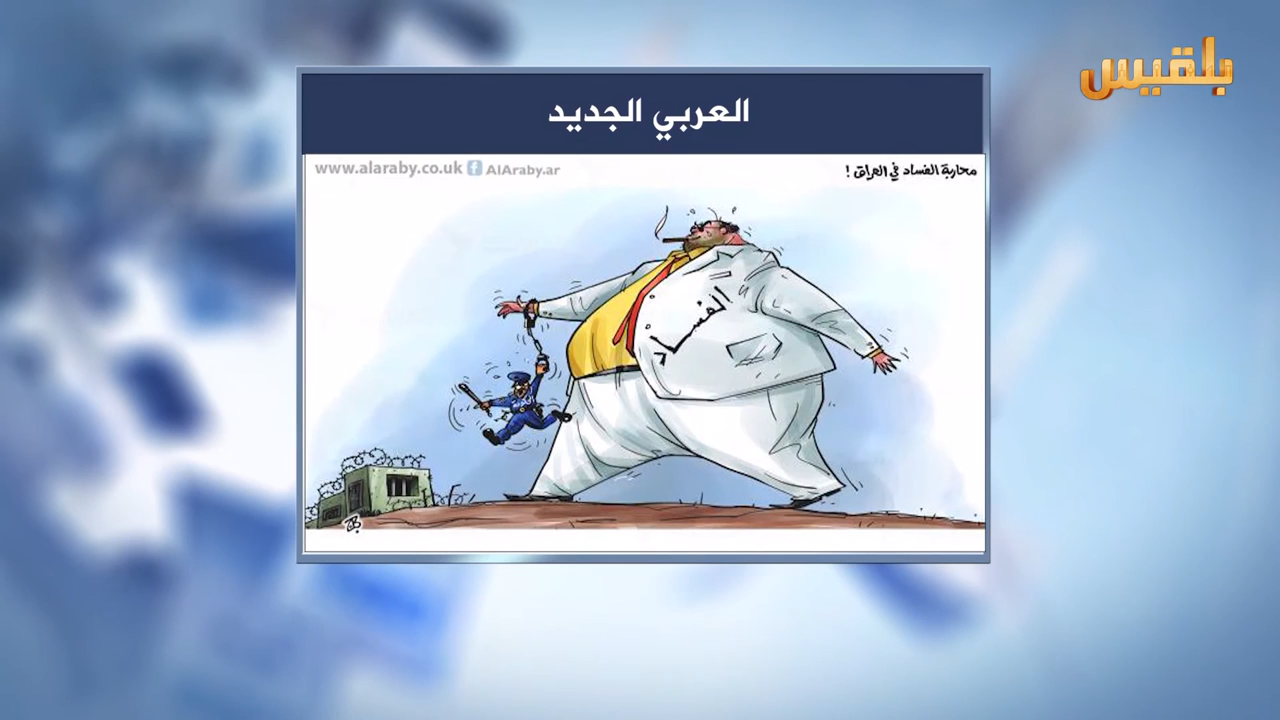 بلقيس
العربي الجديد
www.alaraby.co.uk f AlAraby.ar
محاربة الفساد في العراق !
الفساد